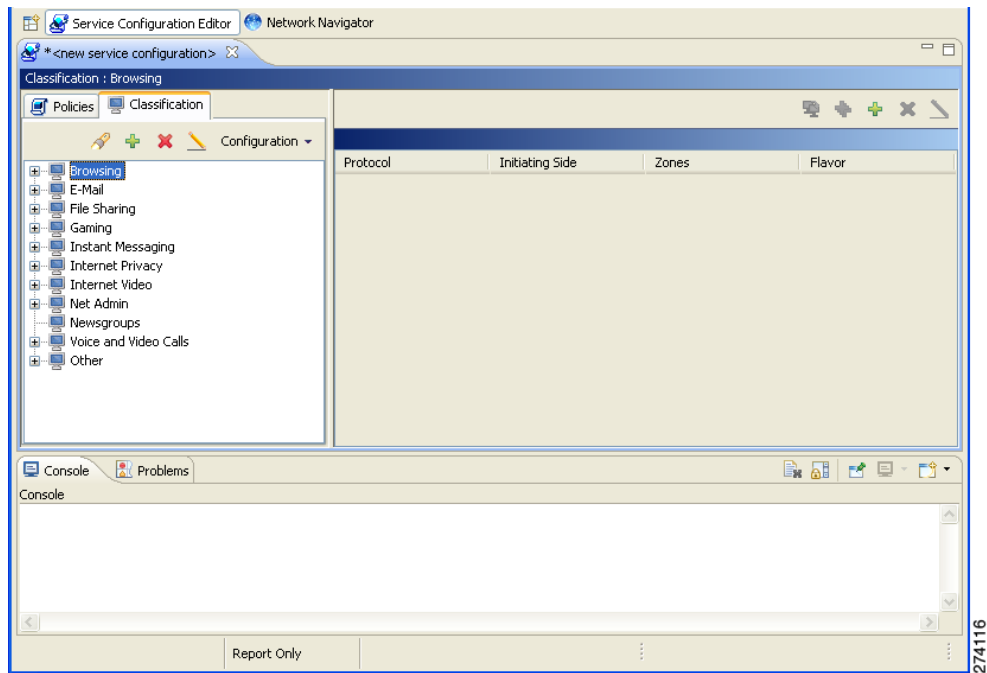 Service Configuration Editor Network Navigator
*<new service configuration>
Classification : Browsing
Policies Classification
Configuration
Protocol Initiating Side Zones Flavor
Browsing
E-Mail
File Sharing
Gaming
Instant Messaging
Internet Privacy
Internet Video
Net Admin
Newsgroups
Voice and Video Calls
Other
Console Problems
Console
Report Only
274116